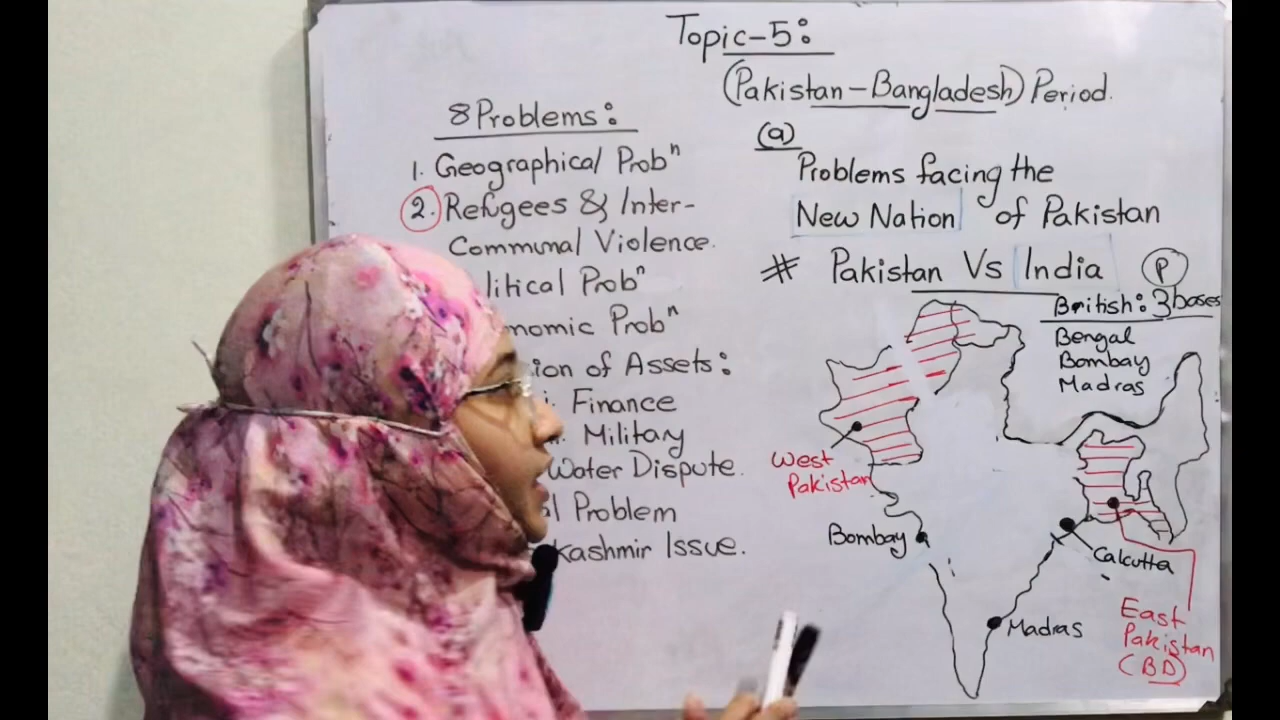 Topic-5:
(Pakistan-Bangladesh) Period.
(a)
Problems facing the
New Nation of Pakistan
# Pakistan Vs India (P)
British: 3 bases
Bengal
Bombay
Madras
8 Problems:
1. Geographical Probⁿ
2. Refugees & Inter-
Communal Violence.
litical Probⁿ
nomic Probⁿ
ion of Assets:
i. Finance
i. Military
Water Dispute.
l Problem
Kashmir Issue.
West
Pakistan
Bombay
Calcutta
Madras
East
Pakistan
(BD)